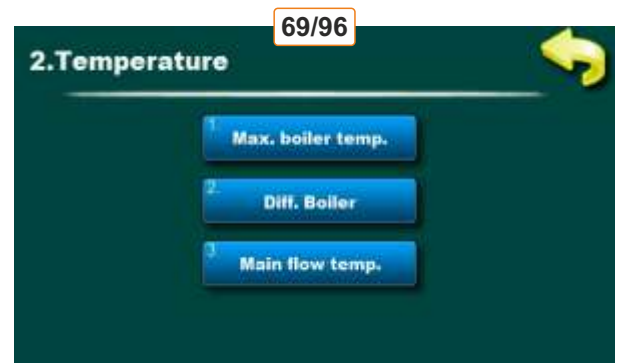 69/96
2.Temperature
1.
Max. boiler temp.
2.
Diff. Boiler
3.
Main flow temp.